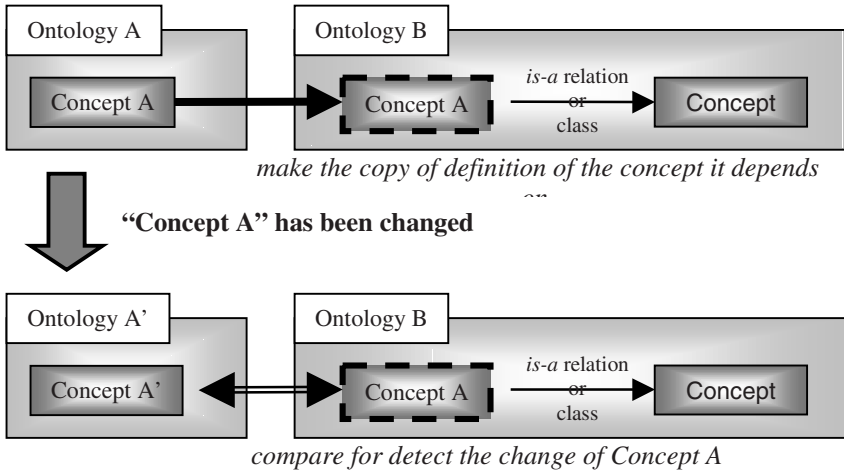 Ontology A
Ontology B
Concept A
Concept A
is-a relation
or
class
Concept
make the copy of definition of the concept it depends
on
“Concept A” has been changed
Ontology A’
Ontology B
Concept A’
Concept A
is-a relation
or
class
Concept
compare for detect the change of Concept A